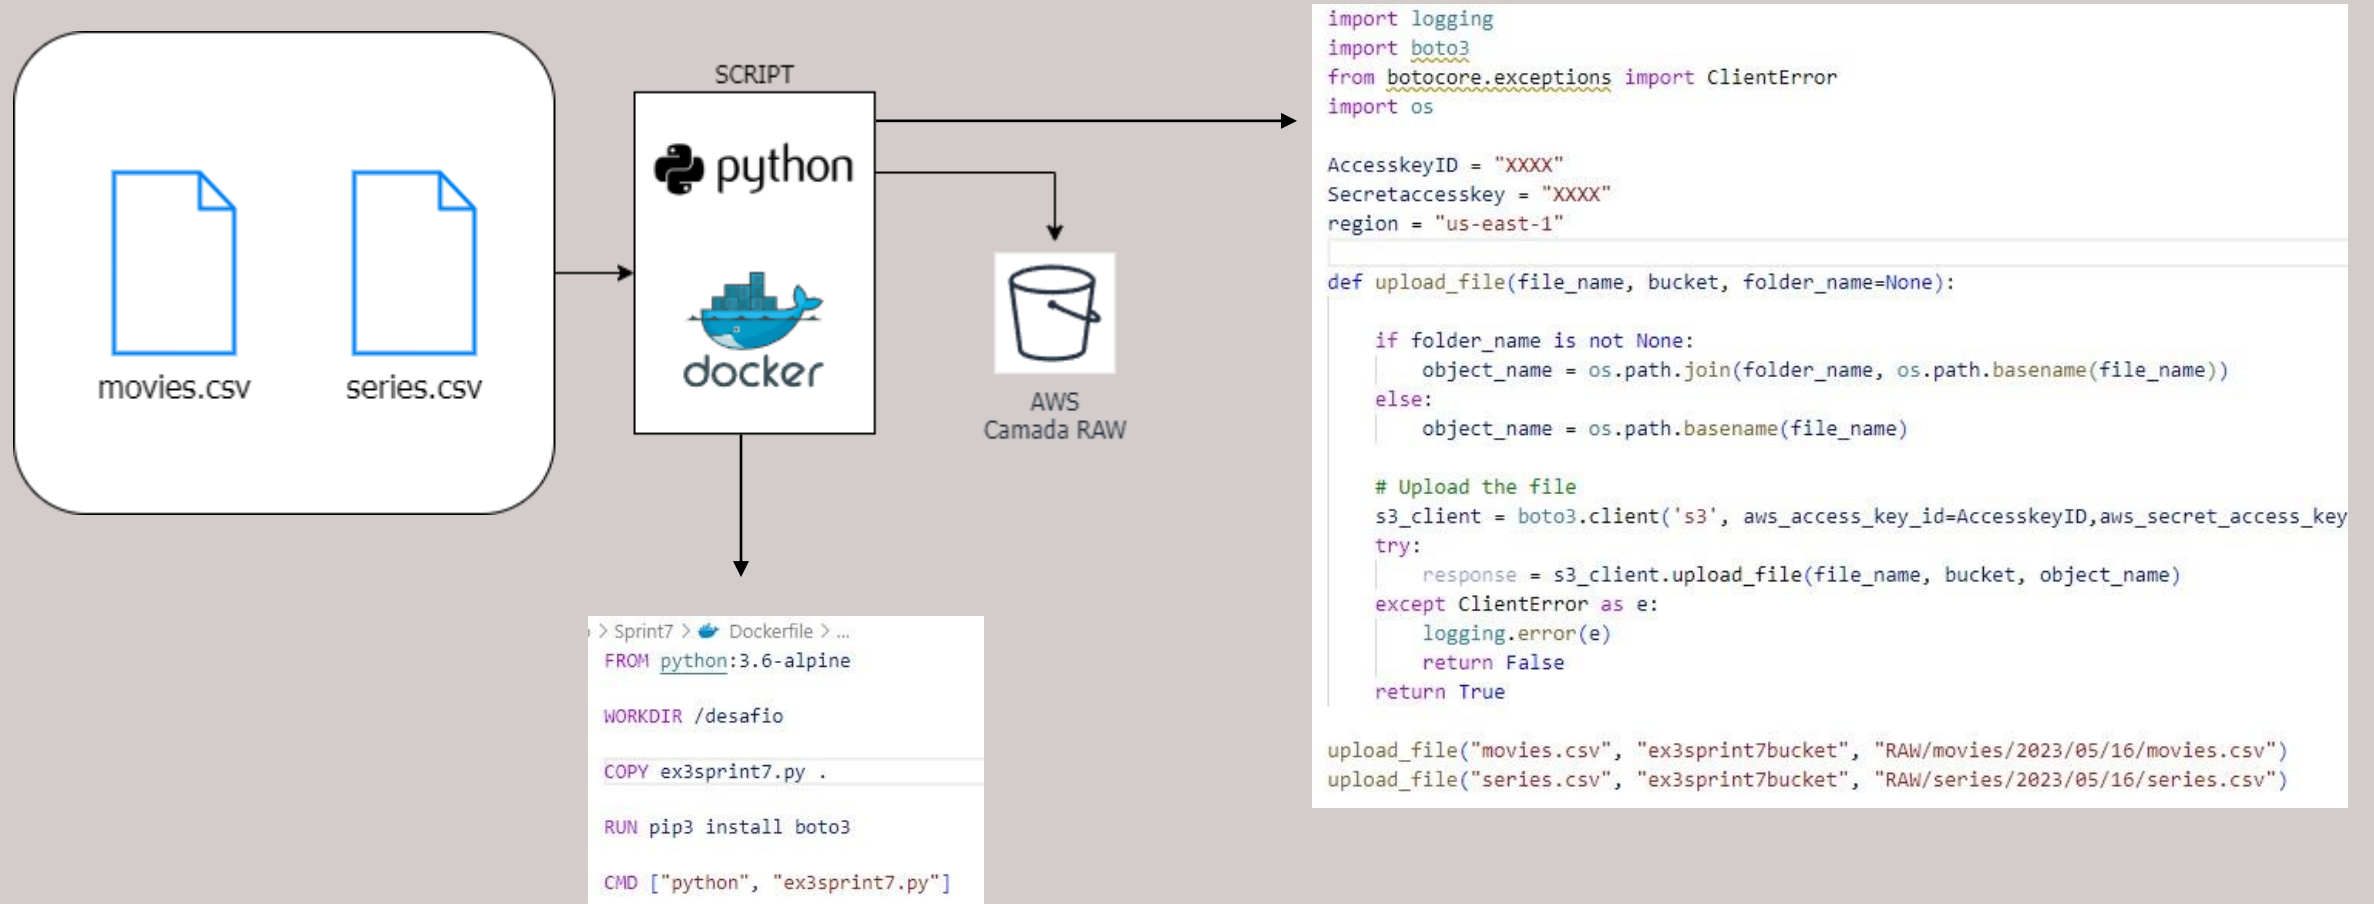 movies.csv
series.csv
SCRIPT
python
docker
AWS
Camada RAW
> Sprint7 > Dockerfile > ...
FROM python:3.6-alpine
WORKDIR /desafio
COPY ex3sprint7.py .
RUN pip3 install boto3
CMD ["python", "ex3sprint7.py"]
import logging
import boto3
from botocore.exceptions import ClientError
import os
AccesskeyID = "XXXX"
Secretaccesskey = "XXXX"
region = "us-east-1"
def upload_file(file_name, bucket, folder_name=None):
if folder_name is not None:
object_name = os.path.join(folder_name, os.path.basename(file_name))
else:
object_name = os.path.basename(file_name)
# Upload the file
s3_client = boto3.client('s3', aws_access_key_id=AccesskeyID,aws_secret_access_key
try:
response = s3_client.upload_file(file_name, bucket, object_name)
except ClientError as e:
logging.error(e)
return False
return True
upload_file("movies.csv", "ex3sprint7bucket", "RAW/movies/2023/05/16/movies.csv")
upload_file("series.csv", "ex3sprint7bucket", "RAW/series/2023/05/16/series.csv")